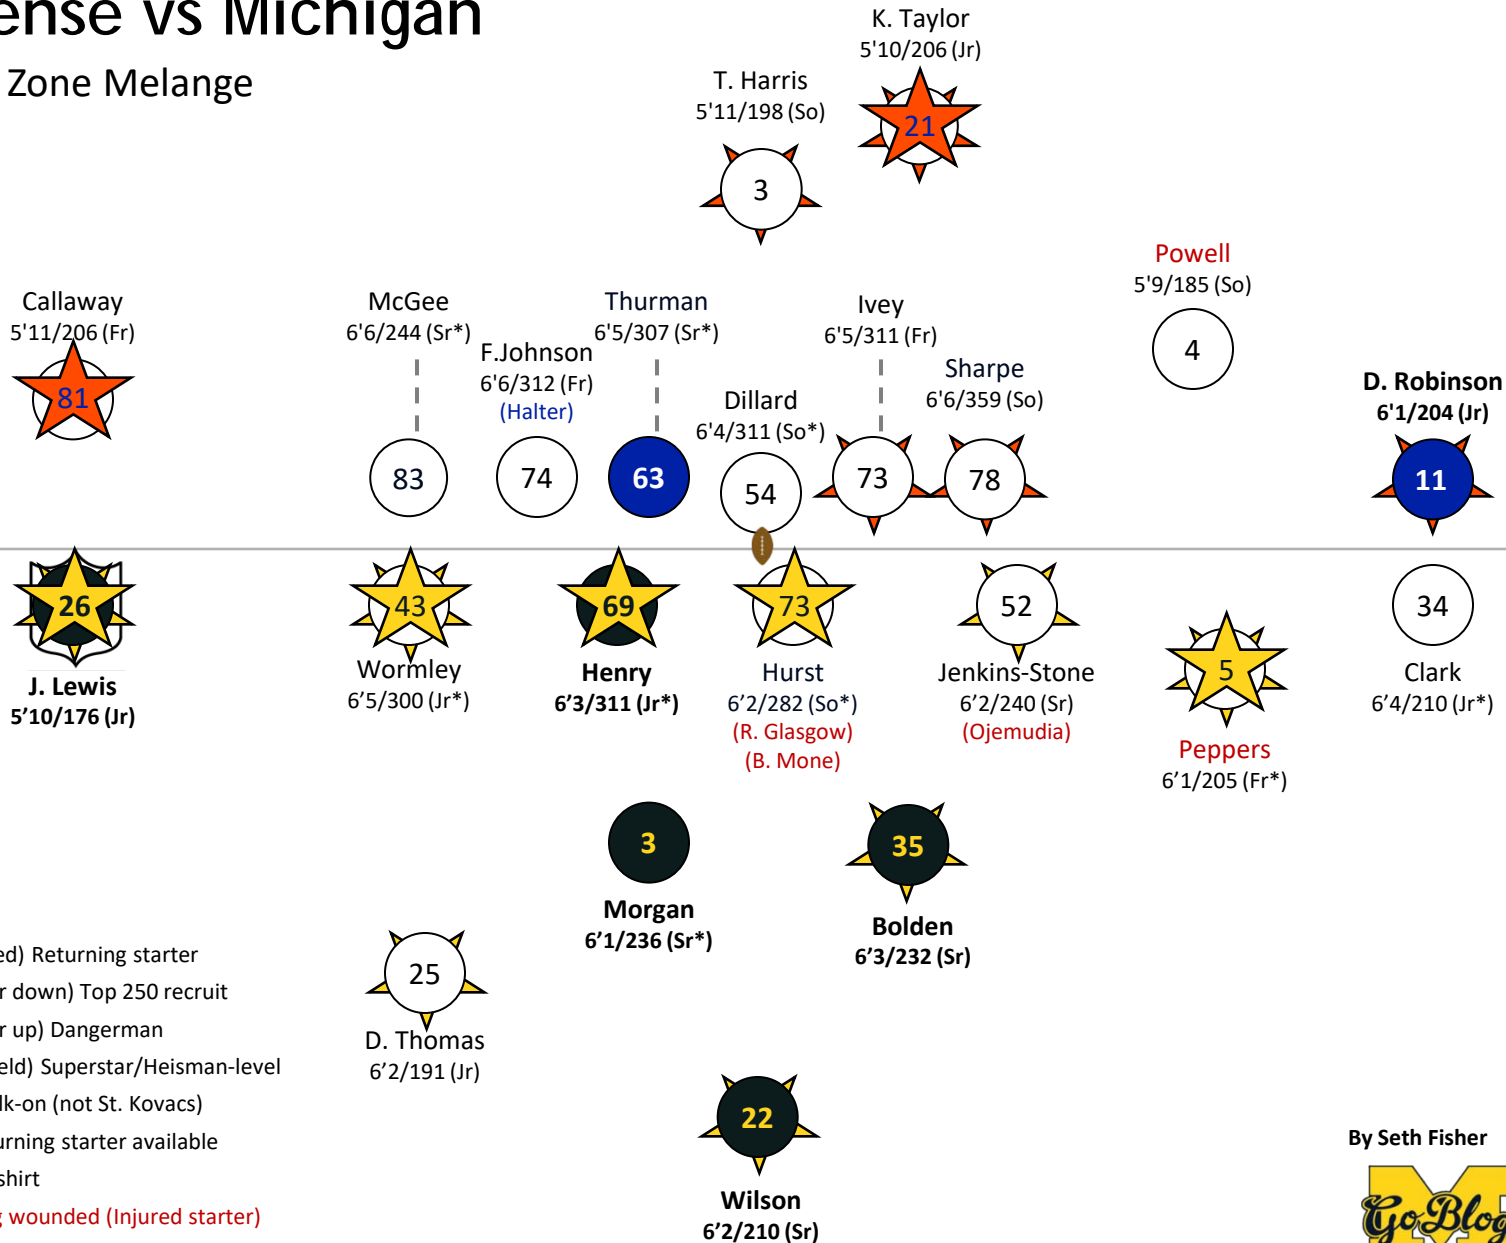 ense vs Michigan
Zone Melange
K. Taylor
5'10/206 (Jr)
21
T. Harris
5'11/198 (So)
3
Powell
5'9/185 (So)
4
Callaway
5'11/206 (Fr)
81
McGee
6'6/244 (Sr*)
83
F.Johnson
6'6/312 (Fr)
(Halter)
74
Thurman
6'5/307 (Sr*)
63
Dillard
6'4/311 (So*)
54
Ivey
6'5/311 (Fr)
73
Sharpe
6'6/359 (So)
78
D. Robinson
6'1/204 (Jr)
11
26
J. Lewis
5’10/176 (Jr)
43
Wormley
6’5/300 (Jr*)
69
Henry
6’3/311 (Jr*)
73
Hurst
6’2/282 (So*)
(R. Glasgow)
(B. Mone)
52
Jenkins-Stone
6’2/240 (Sr)
(Ojemudia)
5
Peppers
6’1/205 (Fr*)
34
Clark
6’4/210 (Jr*)
3
Morgan
6’1/236 (Sr*)
35
Bolden
6’3/232 (Sr)
25
D. Thomas
6’2/191 (Jr)
22
Wilson
6’2/210 (Sr)
ed) Returning starter
r down) Top 250 recruit
r up) Dangerman
eld) Superstar/Heisman-level
lk-on (not St. Kovacs)
urning starter available
shirt
g wounded (Injured starter)
By Seth Fisher
GoBlog